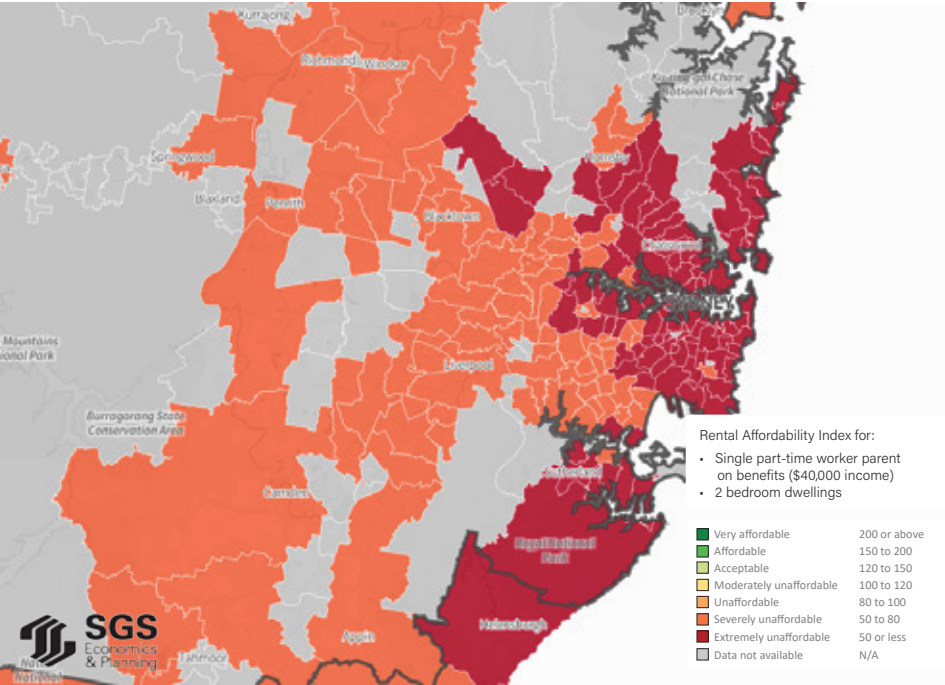 Kurrajong
Richmond
Windsor
Ku-ring-gai Chase
National Park
Springwood
Hornsby
Blaxland
Penrith
Blacktown
Chatswood
SYDNEY
Mountains
ional Park
Liverpool
Burragorang State
Conservation Area
Rental Affordability Index for:
• Single part-time worker parent
on benefits ($40,000 income)
• 2 bedroom dwellings
Sutherland
Camden
Royal National
Park
Very affordable 200 or above
Affordable 150 to 200
Acceptable 120 to 150
Moderately unaffordable 100 to 120
Unaffordable 80 to 100
Severely unaffordable 50 to 80
Extremely unaffordable 50 or less
Data not available N/A
Helensburgh
SGS
Economics
& Planning
Appin
Tahmoor
National